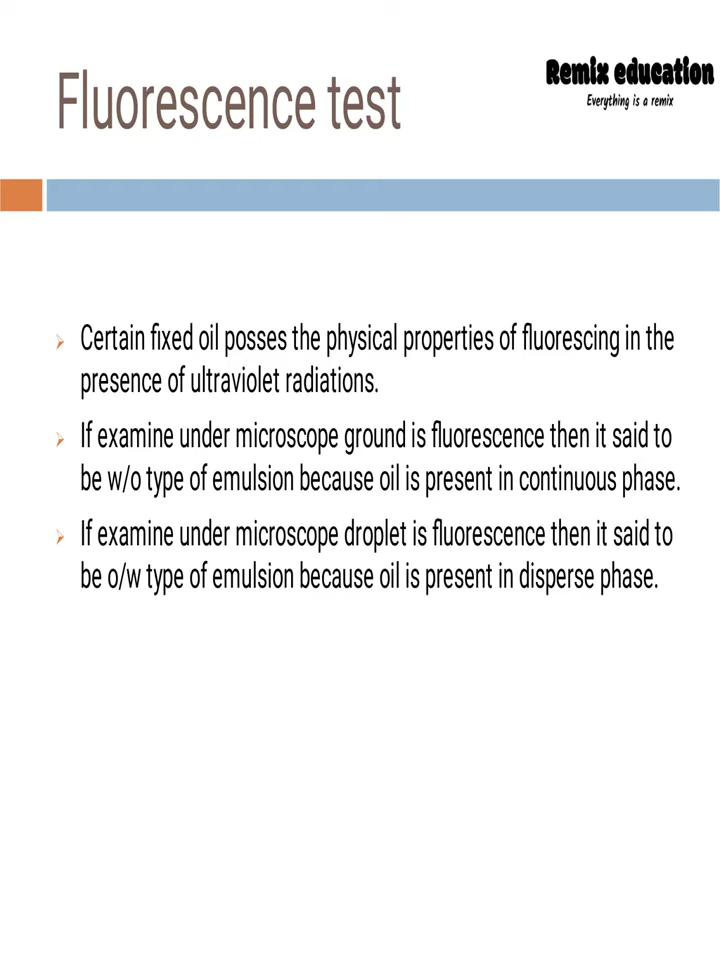 Remix education
Everything is a remix
Fluorescence test
Certain fixed oil posses the physical properties of fluorescing in the
presence of ultraviolet radiations.
If examine under microscope ground is fluorescence then it said to
be w/o type of emulsion because oil is present in continuous phase.
If examine under microscope droplet is fluorescence then it said to
be o/w type of emulsion because oil is present in disperse phase.